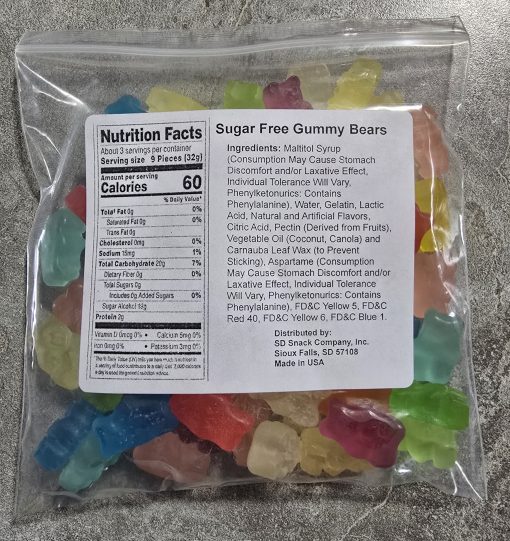 Nutrition Facts
About 3 servings per container
Serving size 9 Pieces (32g)
Amount per serving
Calories 60
% Daily Value*
Total Fat 0g 0%
Saturated Fat 0g 0%
Trans Fat 0g
Cholesterol 0mg 0%
Sodium 15mg 1%
Total Carbohydrate 20g 7%
Dietary Fiber 0g 0%
Total Sugars 0g
Includes 0g Added Sugars 0%
Sugar Alcohol
Protein 2g
Vitamin D 0mcg 0% • Calcium 6mg 0%
Iron 0mg 0% • Potassium 3mg 0%
Sugar Free Gummy Bears
Ingredients: Maltitol Syrup
(Consumption May Cause Stomach
Discomfort and/or Laxative Effect,
Individual Tolerance Will Vary,
Phenylketonurics: Contains
Phenylalanine), Water, Gelatin, Lactic
Acid, Natural and Artificial Flavors,
Citric Acid, Pectin (Derived from Fruits),
Vegetable Oil (Coconut, Canola) and
Carnauba Leaf Wax (to Prevent
Sticking), Aspartame (Consumption
May Cause Stomach Discomfort and/or
Laxative Effect, Individual Tolerance
Will Vary, Phenylketonurics: Contains
Phenylalanine), FD&C Yellow 5, FD&C
Red 40, FD&C Yellow 6, FD&C Blue 1.
Distributed by:
SD Snack Company, Inc.
Sioux Falls, SD 57108
Made in USA